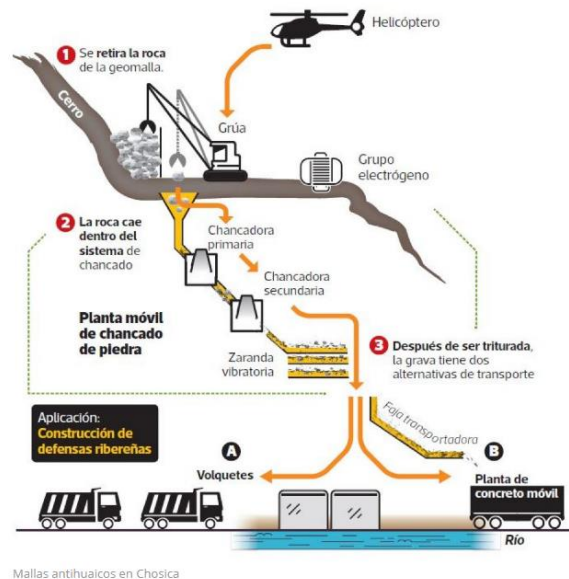 Helicóptero
1 Se retira la roca
de la geomalla.
Cerro
Grúa
Grupo
electrógeno
2 La roca cae
dentro del
sistema de
chancado
Chancadora
primaria
Chancadora
secundaria
Planta móvil
de chancado
de piedra
Zaranda
vibratoria
3 Después de ser triturada,
la grava tiene dos
alternativas de transporte
Faja transportadora
Aplicación:
Construcción de
defensas ribereñas
A
Volquetes
B
Planta de
concreto móvil
Río
Mallas antihuaicos en Chosica